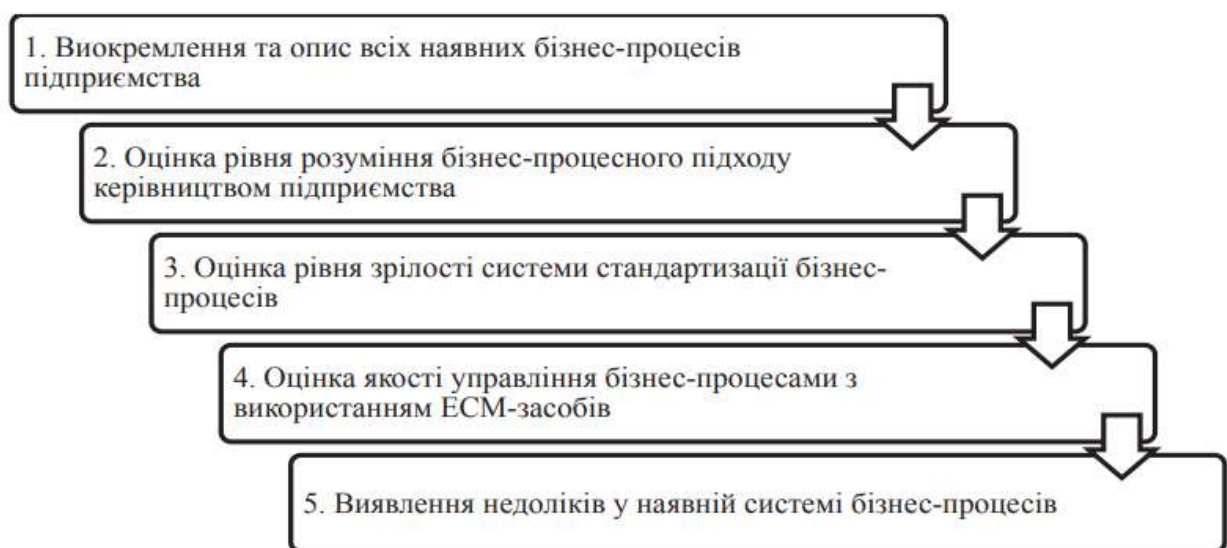 1. Виокремлення та опис всіх наявних бізнес-процесів
підприємства
2. Оцінка рівня розуміння бізнес-процесного підходу
керівництвом підприємства
3. Оцінка рівня зрілості системи стандартизації бізнес-
процесів
4. Оцінка якості управління бізнес-процесами з
використанням ЕСМ-засобів
5. Виявлення недоліків у наявній системі бізнес-процесів